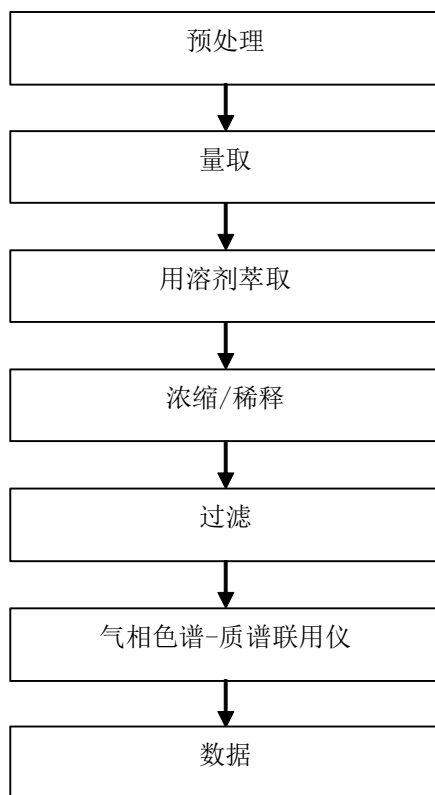 预处理
量取
用溶剂萃取
浓缩/稀释
过滤
气相色谱-质谱联用仪
数据